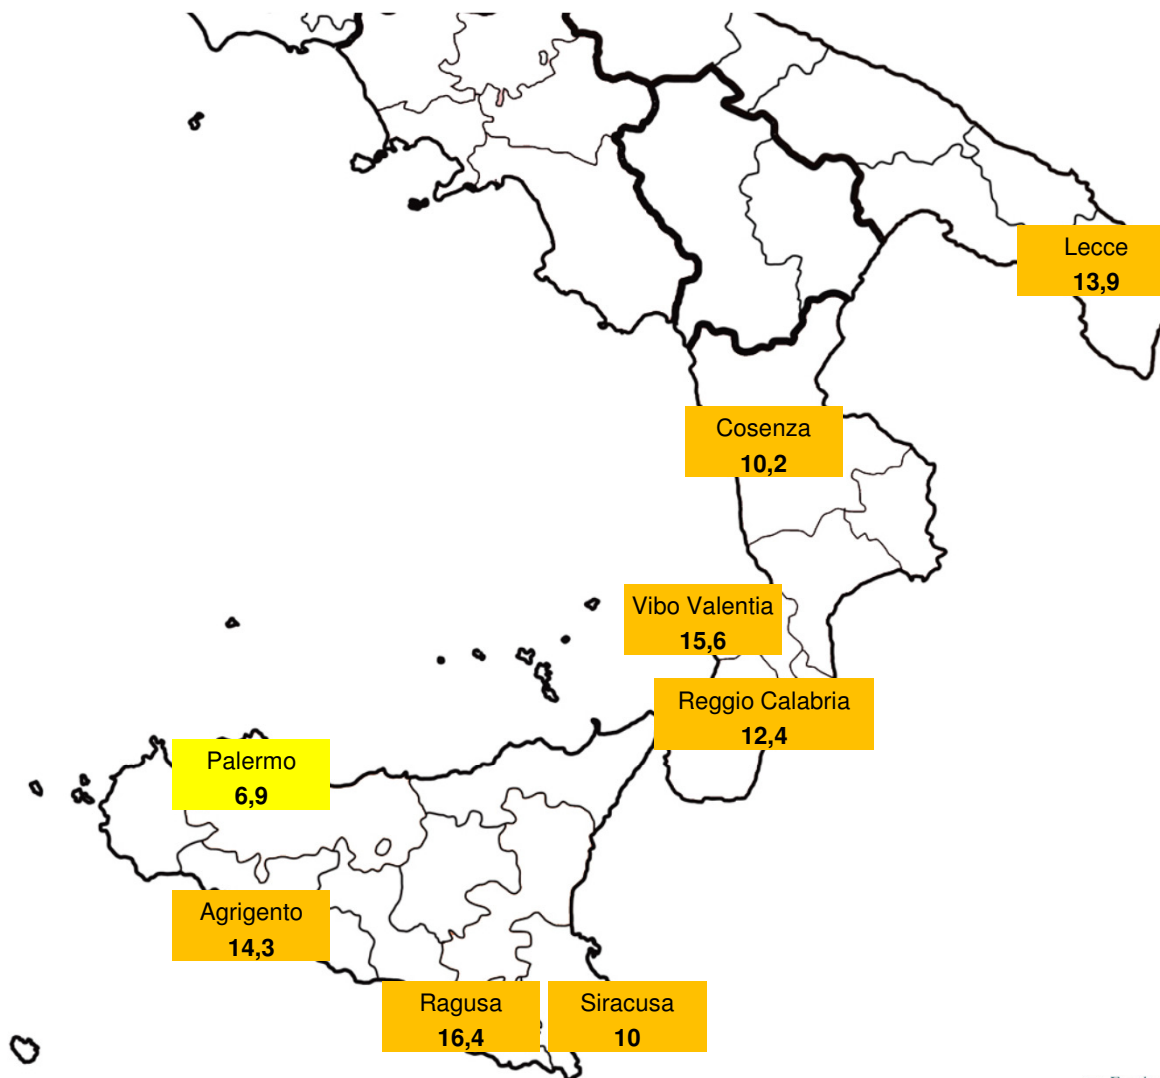 Lecce
13,9
Cosenza
10,2
Vibo Valentia
15,6
Reggio Calabria
12,4
Palermo
6,9
Agrigento
14,3
Ragusa
16,4
Siracusa
10